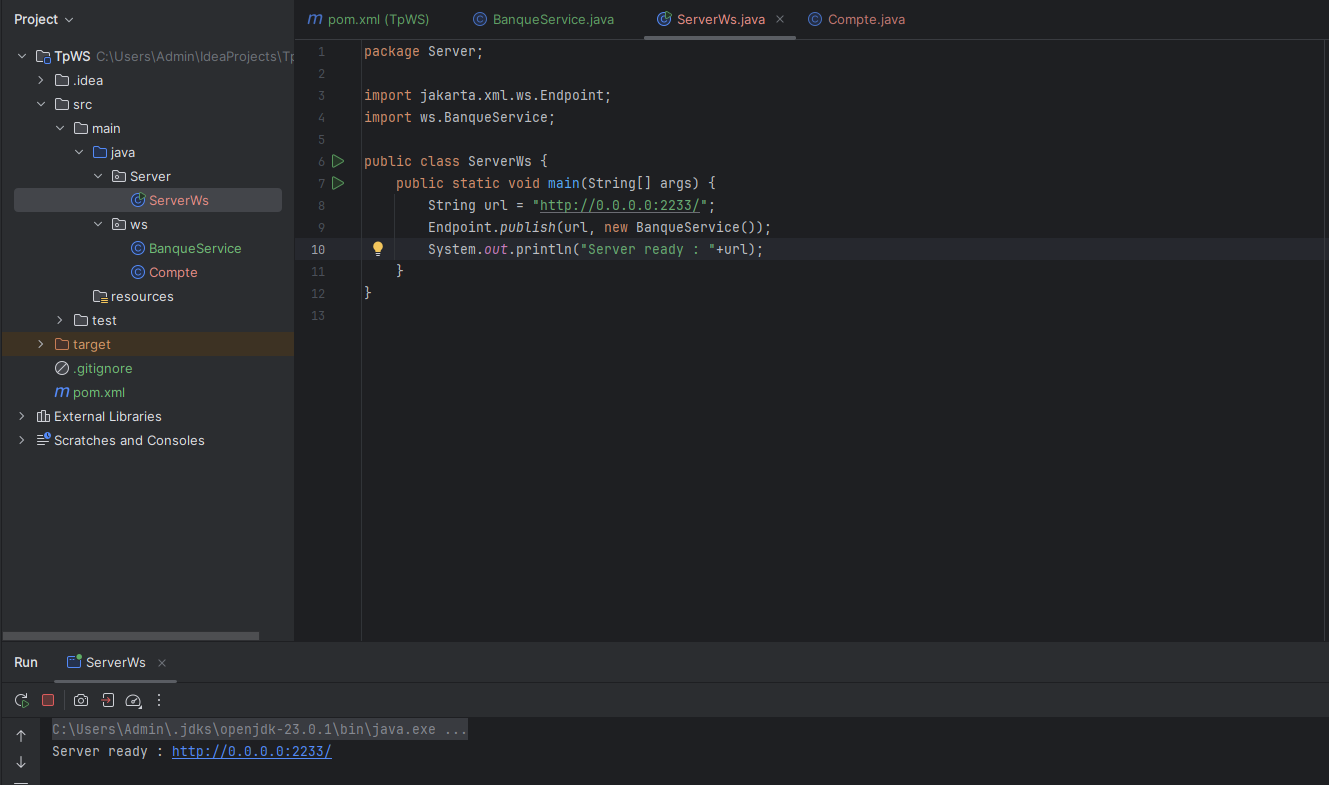 Project
TpWS C:\Users\Admin\IdeaProjects\Tp
.idea
src
main
java
Server
ServerWs
ws
BanqueService
Compte
resources
test
target
.gitignore
pom.xml
External Libraries
Scratches and Consoles
pom.xml (TpWS) BanqueService.java ServerWs.java Compte.java
1 package Server;
2
3 import jakarta.xml.ws.Endpoint;
4 import ws.BanqueService;
5
6 public class ServerWs {
7 public static void main(String[] args) {
8 String url = "http://0.0.0.0:2233/";
9 Endpoint.publish(url, new BanqueService());
10 System.out.println("Server ready : "+url);
11 }
12 }
13
Run ServerWs
C:\Users\Admin\.jdks\openjdk-23.0.1\bin\java.exe ...
Server ready : http://0.0.0.0:2233/